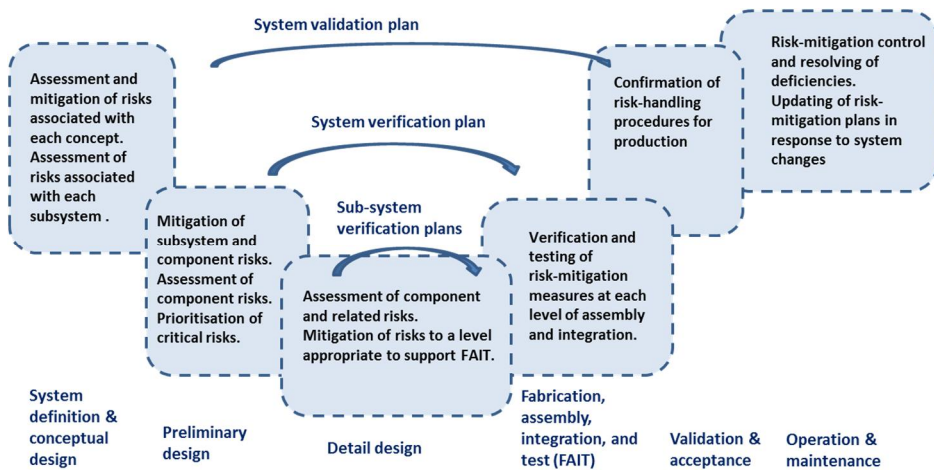 System validation plan
Assessment and
mitigation of risks
associated with
each concept.
Assessment of
risks associated
with each
subsystem .
System verification plan
Confirmation of
risk-handling
procedures for
production
Risk-mitigation control
and resolving of
deficiencies.
Updating of risk-
mitigation plans in
response to system
changes
Mitigation of
subsystem and
component risks.
Assessment of
component risks.
Prioritisation of
critical risks.
Sub-system
verification plans
Assessment of component
and related risks.
Mitigation of risks to a level
appropriate to support FAIT.
Verification and
testing of
risk-mitigation
measures at each
level of assembly
and integration.
System
definition &
conceptual
design
Preliminary
design
Detail design
Fabrication,
assembly,
integration, and
test (FAIT)
Validation &
acceptance
Operation &
maintenance